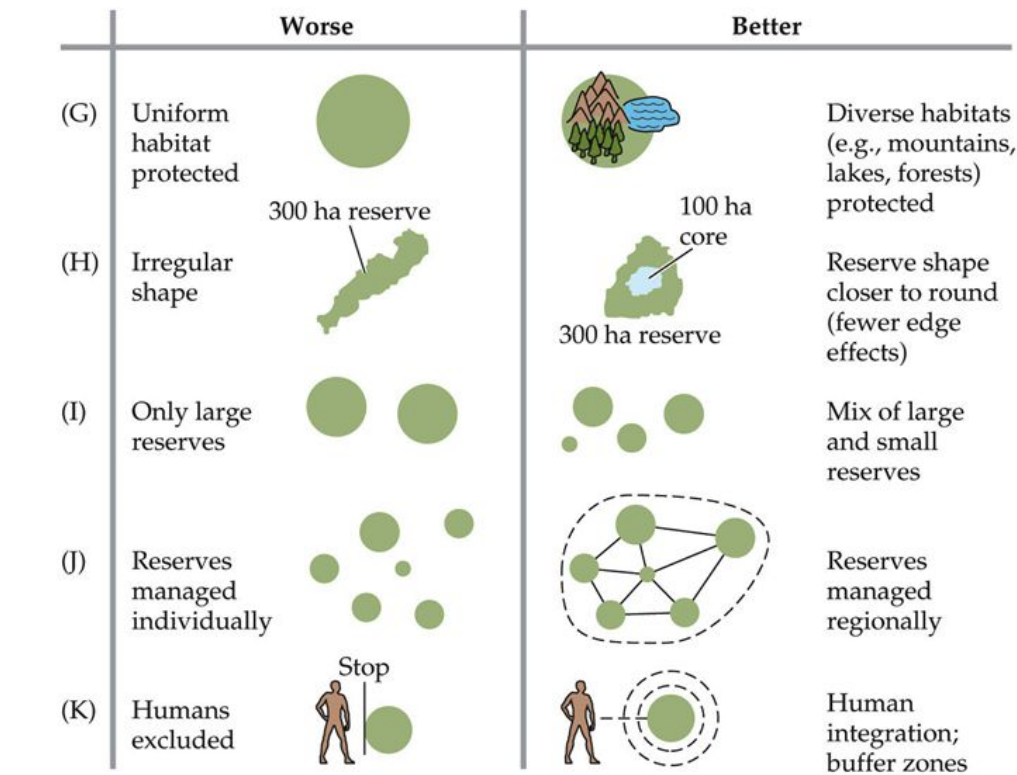 Worse
Better
(G)
Uniform
habitat
protected
Diverse habitats
(e.g., mountains,
lakes, forests)
protected
300 ha reserve
100 ha
core
(H)
Irregular
shape
300 ha reserve
Reserve shape
closer to round
(fewer edge
effects)
(I)
Only large
reserves
Mix of large
and small
reserves
(J)
Reserves
managed
individually
Reserves
managed
regionally
Stop
(K)
Humans
excluded
Human
integration;
buffer zones